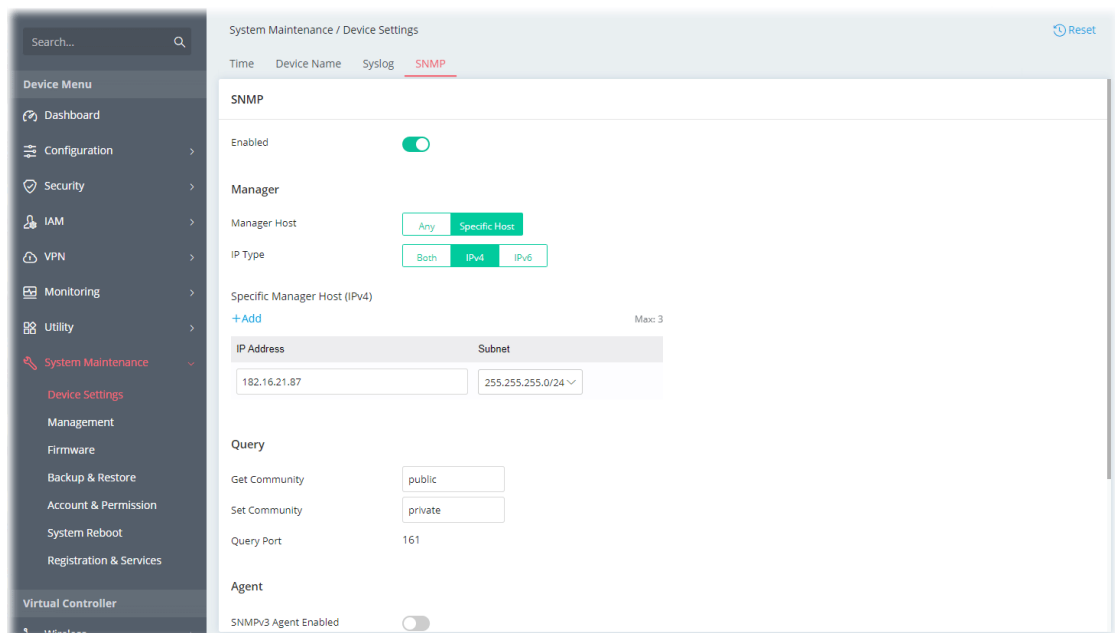 Search...
Device Menu
Dashboard
Configuration
Security
IAM
VPN
Monitoring
Utility
System Maintenance
Device Settings
Management
Firmware
Backup & Restore
Account & Permission
System Reboot
Registration & Services
Virtual Controller
Wireless
System Maintenance / Device Settings
Reset
Time Device Name Syslog SNMP
SNMP
Enabled
Manager
Manager Host Any Specific Host
IP Type Both IPv4 IPv6
Specific Manager Host (IPv4)
+Add Max: 3
IP Address Subnet
182.16.21.87 255.255.255.0/24
Query
Get Community public
Set Community private
Query Port 161
Agent
SNMPv3 Agent Enabled